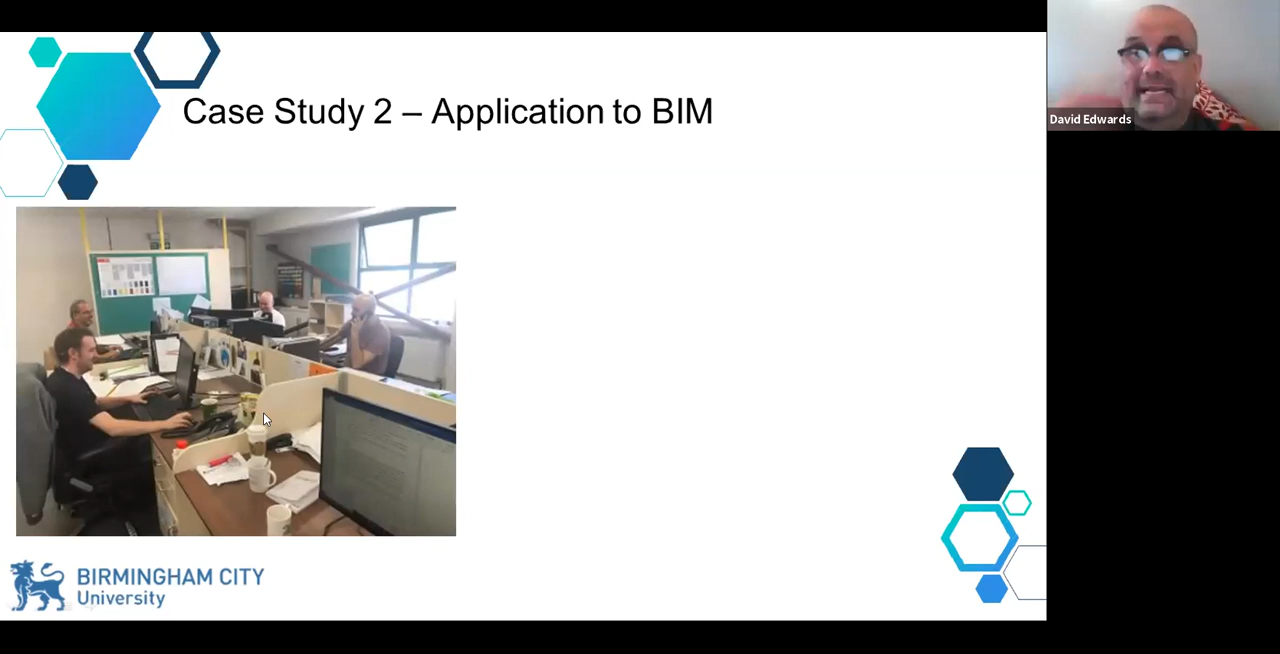 Case Study 2 – Application to BIM
David Edwards
BIRMINGHAM CITY
University